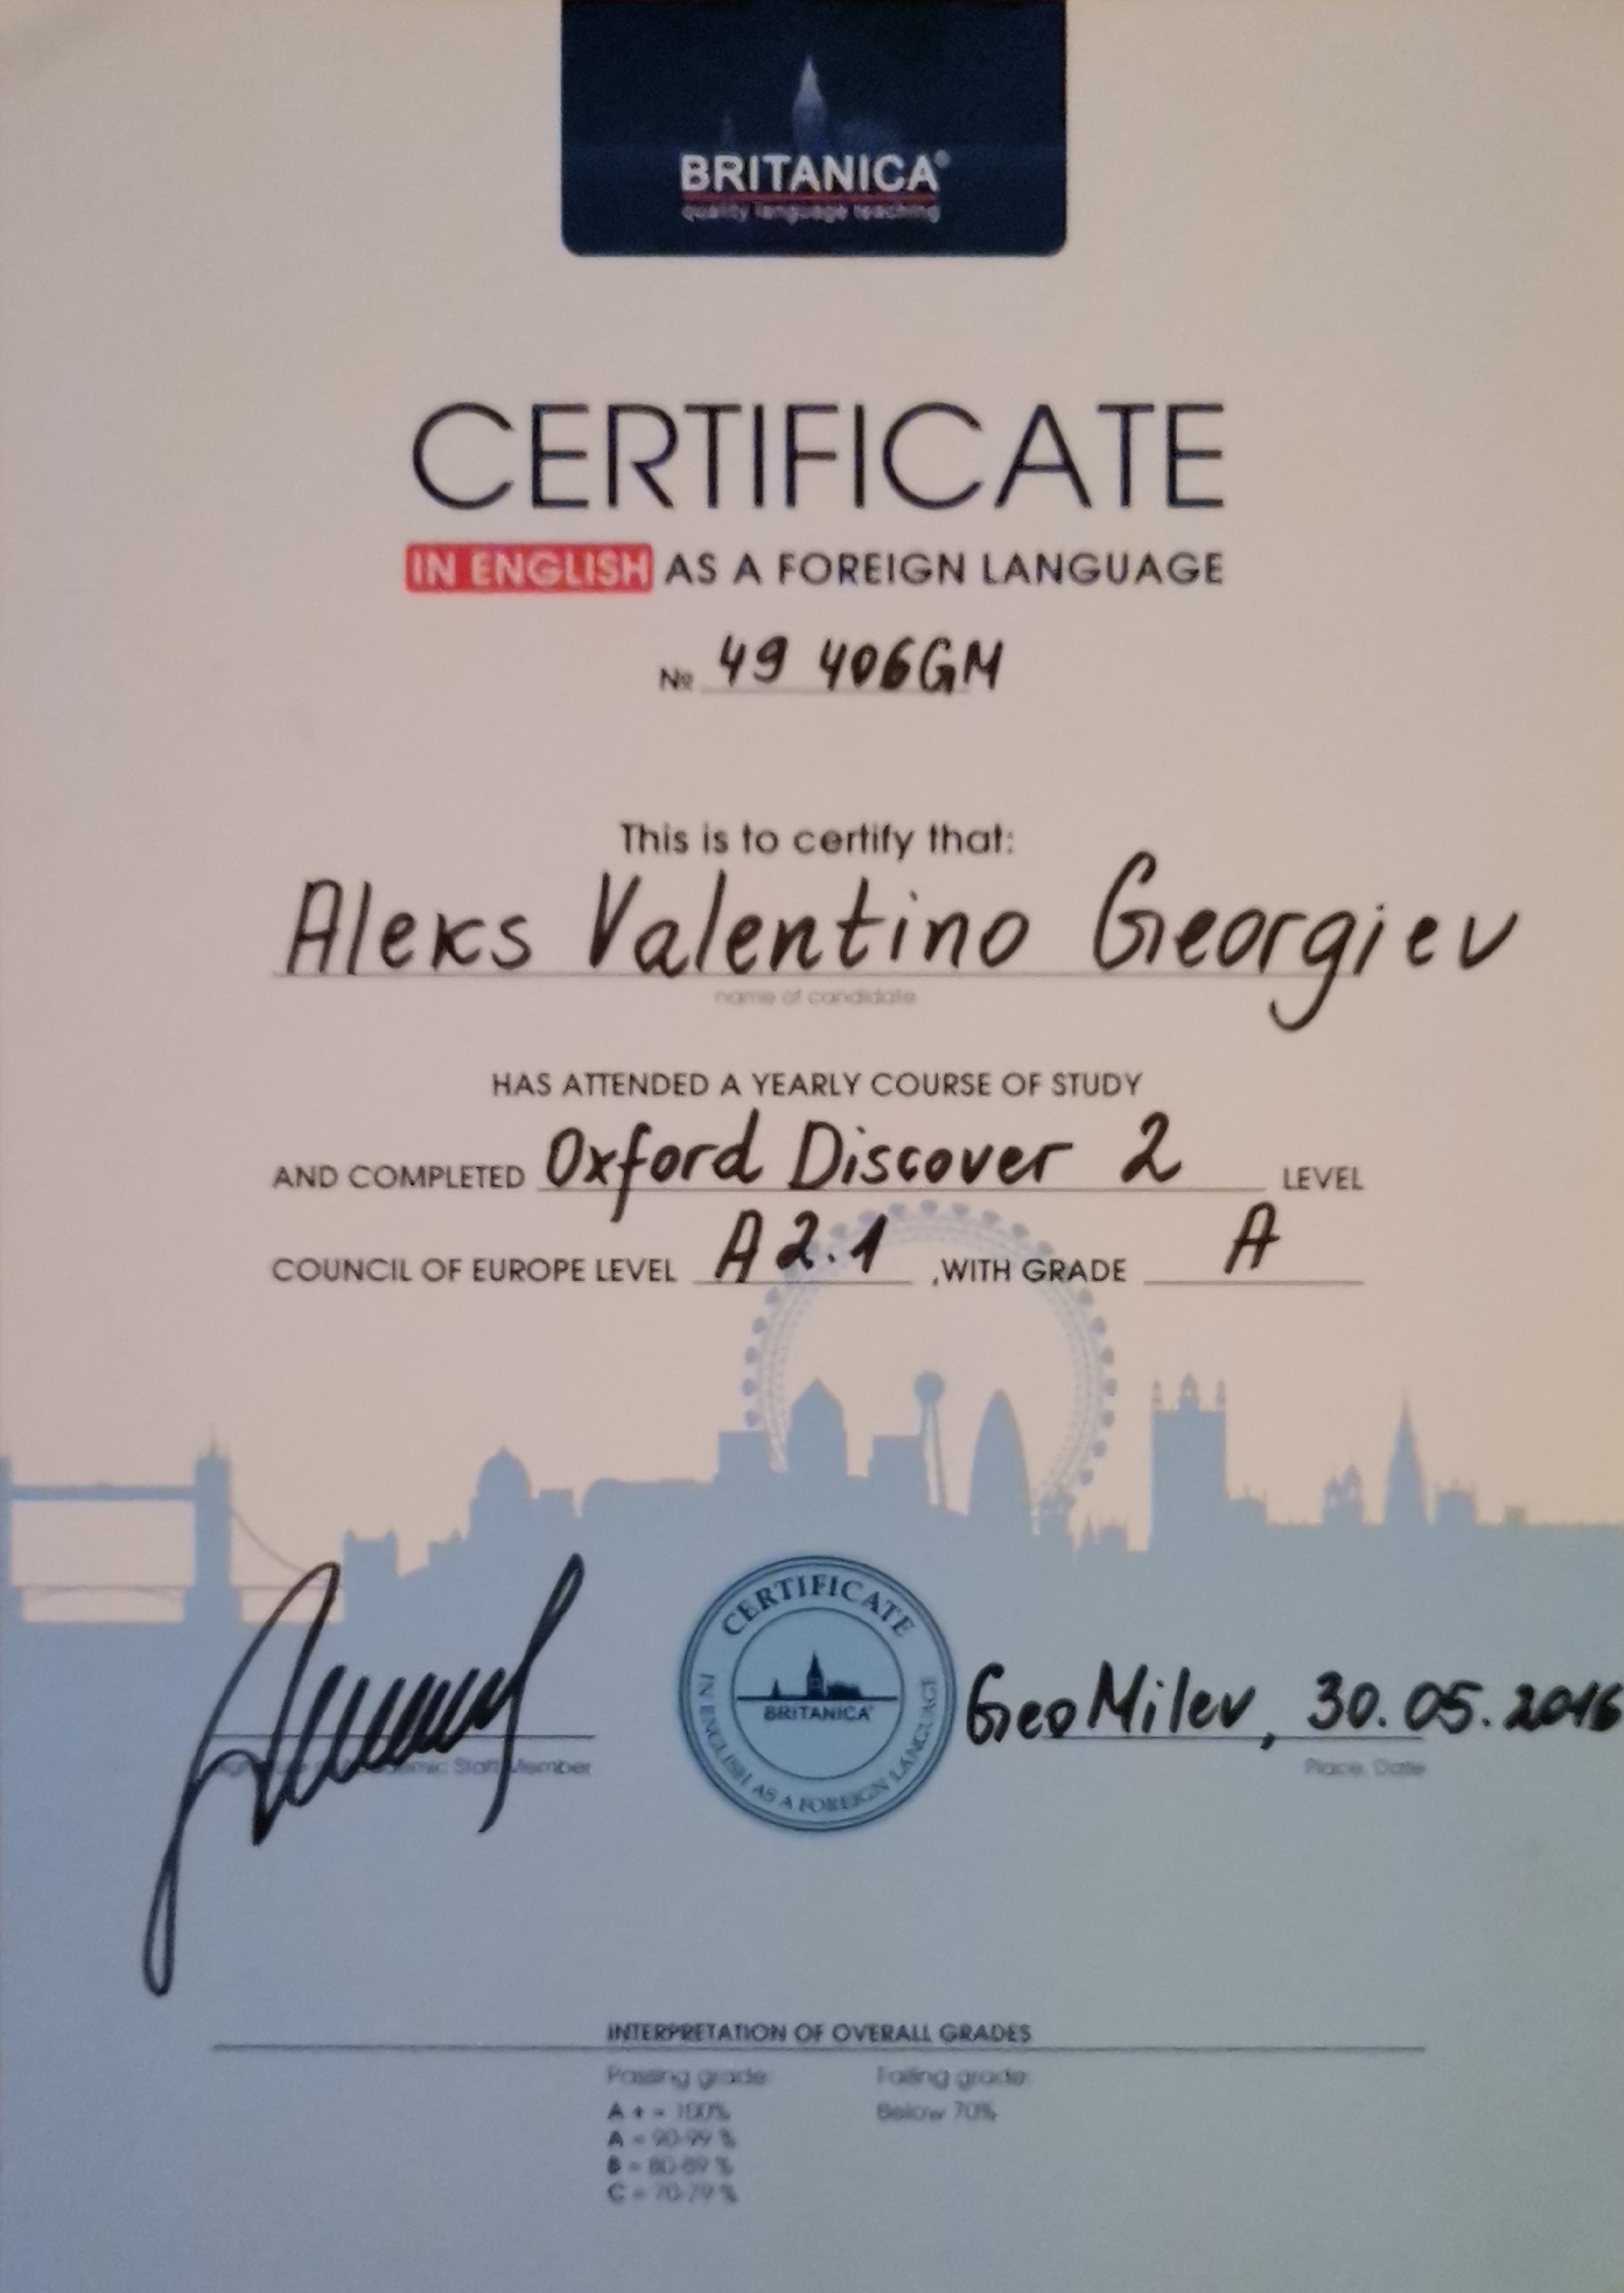 BRITANICA®
quality language teaching
CERTIFICATE
IN ENGLISH AS A FOREIGN LANGUAGE
№ 49 406GM
This is to certify that:
Aleks Valentino Georgiev
name of candidate
HAS ATTENDED A YEARLY COURSE OF STUDY
AND COMPLETED Oxford Discover 2 LEVEL
COUNCIL OF EUROPE LEVEL A2.1 ,WITH GRADE A
CERTIFICATE
BRITANICA
IN ENGLISH AS A FOREIGN LANGUAGE
Geo Milev, 30.05.2016
Staff Member
Place, Date
INTERPRETATION OF OVERALL GRADES
Passing grade: Failing grade:
A + = 100% Below 70%
A = 90-99 %
B = 80-89 %
C = 70-79 %